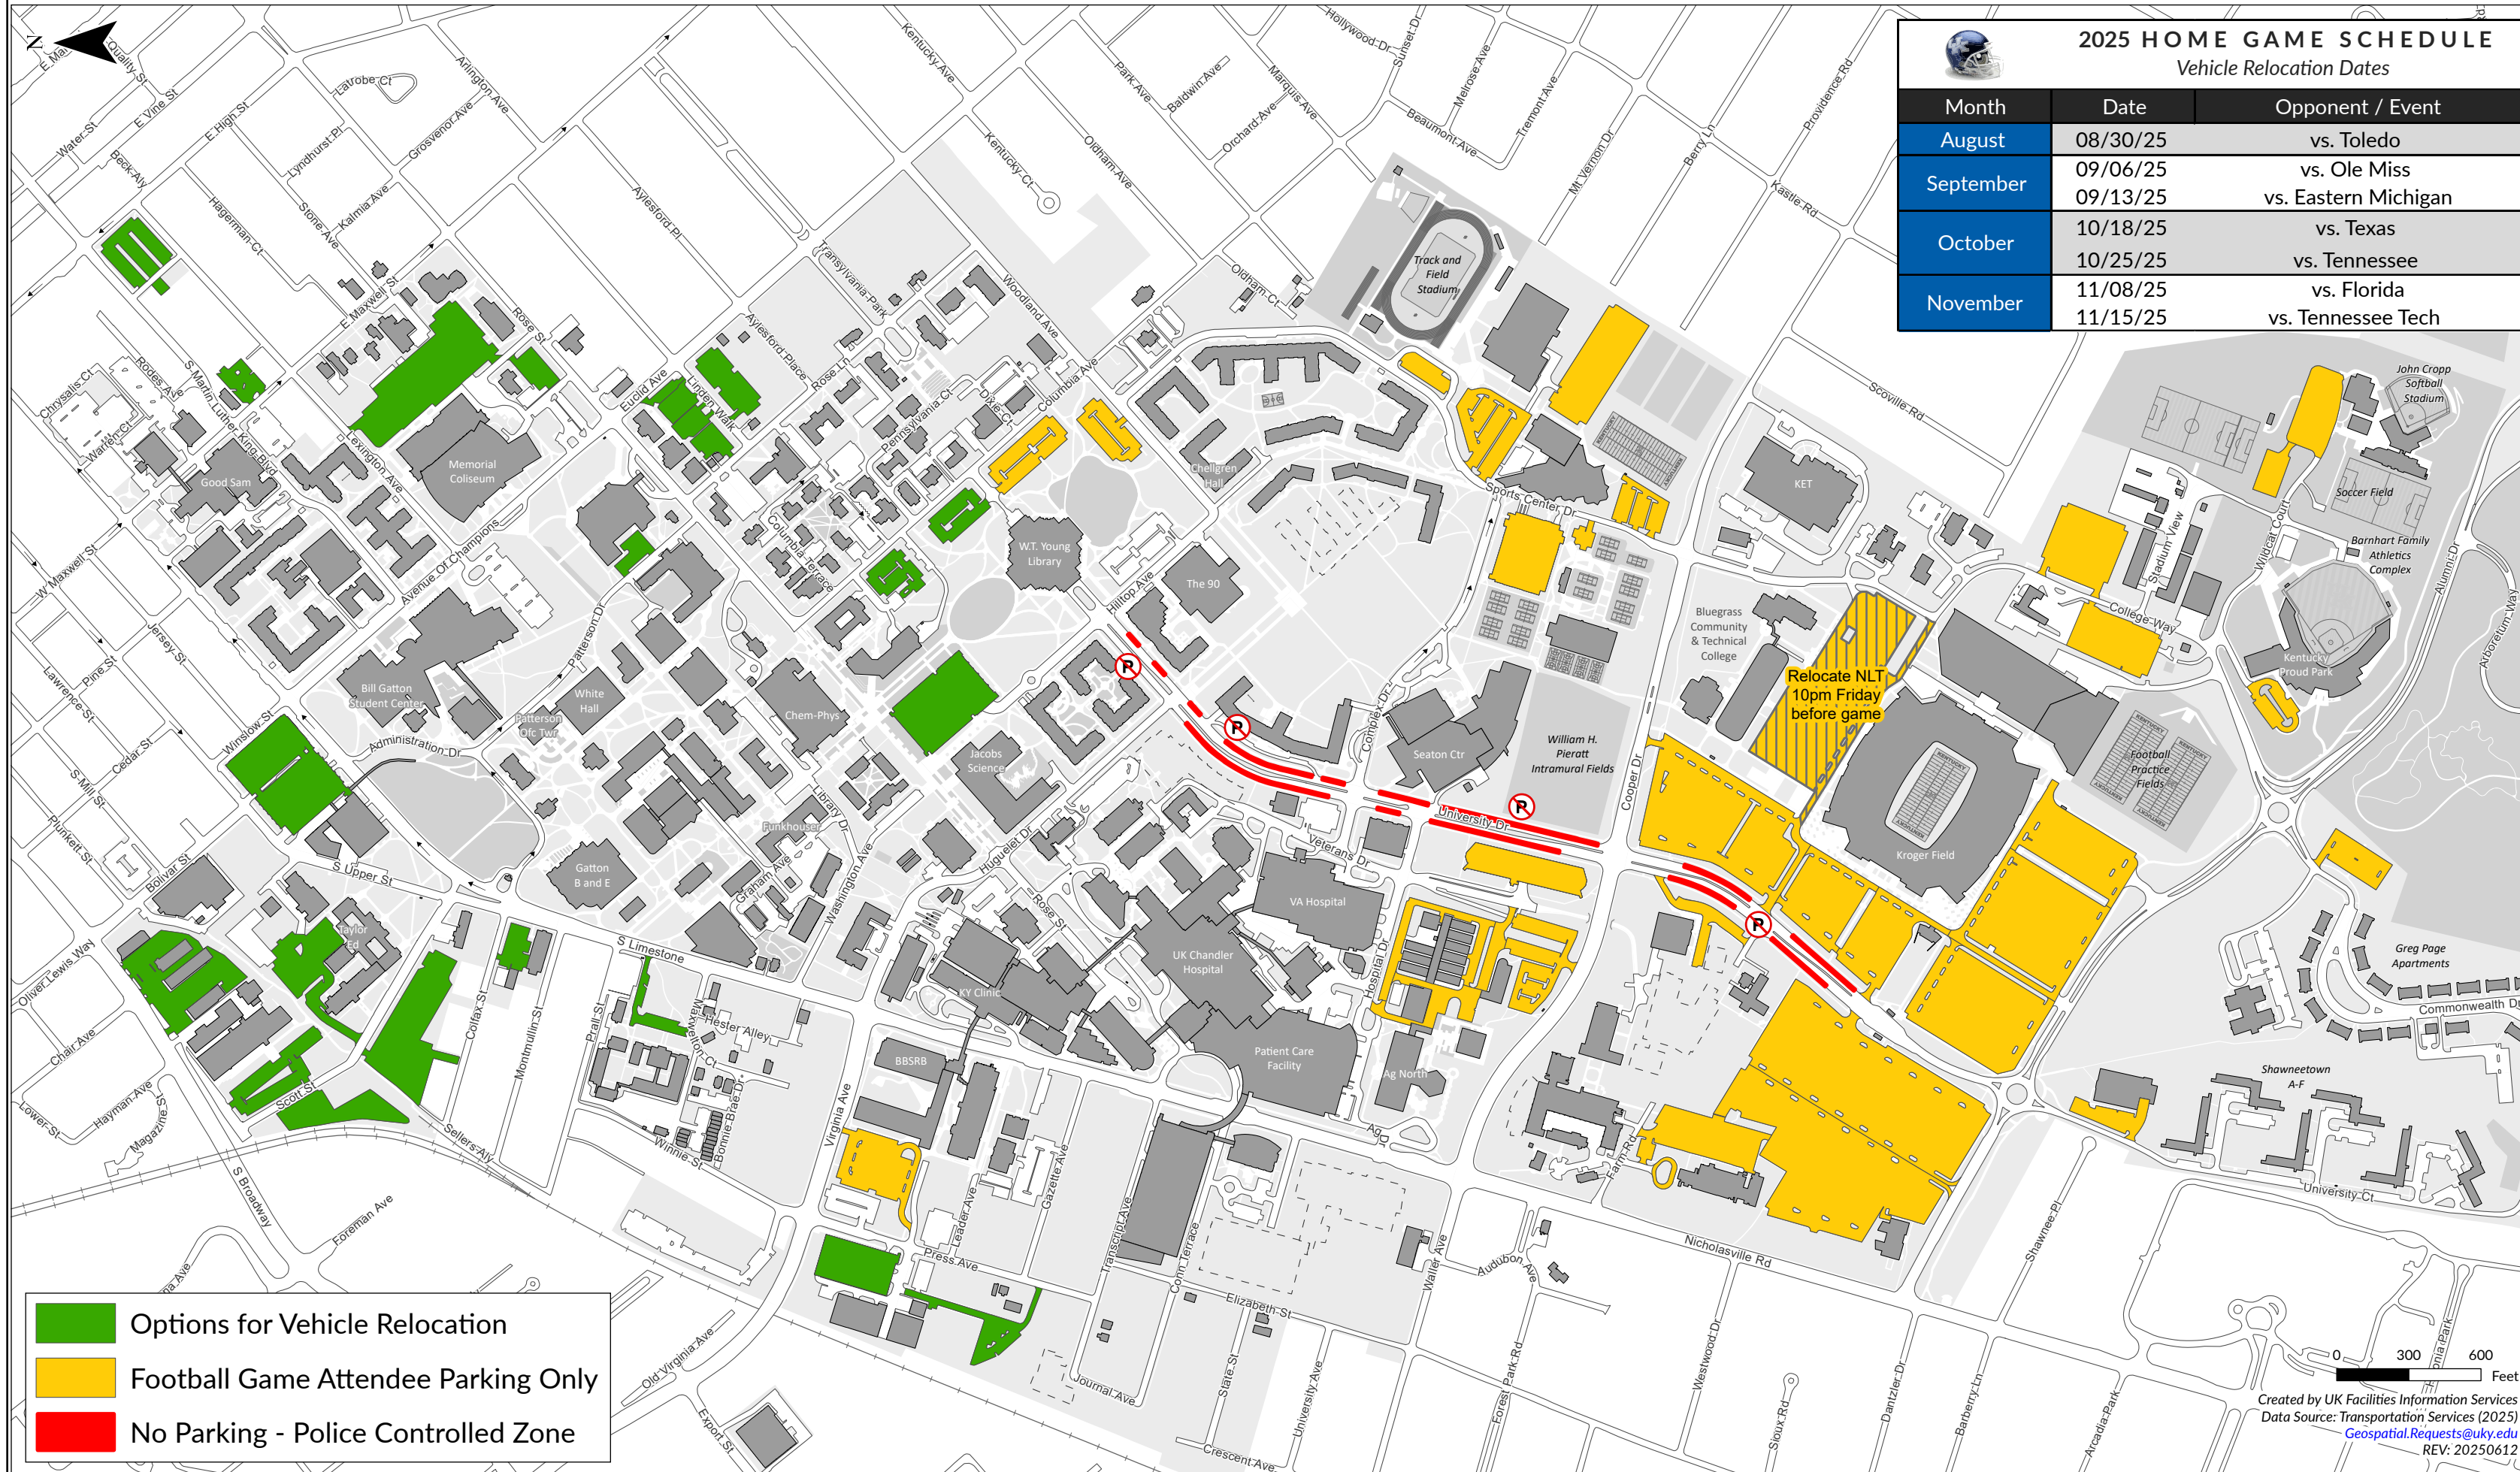 N
2025 HOME GAME SCHEDULE
Vehicle Relocation Dates
Month Date Opponent / Event
August 08/30/25 vs. Toledo
September 09/06/25 vs. Ole Miss
09/13/25 vs. Eastern Michigan
October 10/18/25 vs. Texas
10/25/25 vs. Tennessee
November 11/08/25 vs. Florida
11/15/25 vs. Tennessee Tech
Quality St
Water St
E Vine St
E High St
Latrobe Ct
Arlington Ave
Lyndhurst Pl
Grosvenor Ave
Beck Aly
Hagerman Ct
Stone Ave
Kalmia Ave
Aylesford Pl
Kentucky Ave
Kentucky Ct
Park Ave
Baldwin Ave
Marquis Ave
Orchard Ave
Oldham Ave
Hollywood Dr
Sunset Dr
Melrose Ave
Beaumont Ave
Tremont Ave
Mt Vernon Dr
Berry Ln
Providence Rd
Kastle Rd
Scoville Rd
Transylvania Park
Woodland Ave
Oldham Ct
Track and
Field
Stadium
E Maxwell St
Rose St
Aylesford Place
Rose Ln
Euclid Ave
Linden Walk
Pennsylvania Ct
Dixie Ct
Columbia Ave
Chrysalis Ct
Rodes Ave
Warren Ct
S Martin Luther King Blvd
Lexington Ave
Good Sam
Memorial
Coliseum
Avenue Of Champions
Columbia Terrace
W.T. Young
Library
Chellgren
Hall
The 90
Hilltop Ave
Sports Center Dr
KET
John Cropp
Softball
Stadium
Soccer Field
Barnhart Family
Athletics
Complex
Stadium View
Wildcat Court
Alumni Dr
College Way
Kentucky
Proud Park
Arboretum Way
W Maxwell St
Jersey St
Pine St
Lawrence St
Cedar St
S Mill St
Plunkett St
Winslow St
Bolivar St
Bill Gatton
Student Center
Administration Dr
Patterson Dr
Patterson
Ofc Twr
White
Hall
Chem-Phys
Jacobs
Science
Bluegrass
Community
& Technical
College
Relocate NLT
10pm Friday
before game
Complex Dr
Seaton Ctr
William H.
Pieratt
Intramural Fields
Cooper Dr
University Dr
Football
Practice
Fields
KENTUCKY
Kroger Field
P
P
P
P
Library Dr
Funkhouser
Gatton
B and E
Graham Ave
Washington Ave
Huguelet Dr
Rose St
Veterans Dr
VA Hospital
UK Chandler
Hospital
Hospital Dr
KY Clinic
S Upper St
S Limestone
Taylor
Ed
Oliver Lewis Way
Chair Ave
Hayman Ave
Lower St
Magazine St
Scott St
Colfax St
Montmullin St
Prall St
Maxwelton Ct
Hester Alley
Bonnie Brae Dr
Winnie St
Sellers Aly
S Broadway
Foreman Ave
Virginia Ave
BBSRB
Patient Care
Facility
Ag North
Ag Dr
Farm Rd
Greg Page
Apartments
Commonwealth Dr
Shawneetown
A-F
University Ct
Shawnee Pl
Leader Ave
Gazette Ave
Press Ave
Transcript Ave
Conn Terrace
Elizabeth St
Waller Ave
Audubon Ave
Nicholasville Rd
Old Virginia Ave
Export St
Journal Ave
State St
University Ave
Crescent Ave
Forest Park Rd
Westwood Dr
Sioux Rd
Dantzler Dr
Barberry Ln
Arcadia Park
Options for Vehicle Relocation
Football Game Attendee Parking Only
No Parking - Police Controlled Zone
0 300 600
Feet
Created by UK Facilities Information Services
Data Source: Transportation Services (2025)
Geospatial.Requests@uky.edu
REV: 20250612